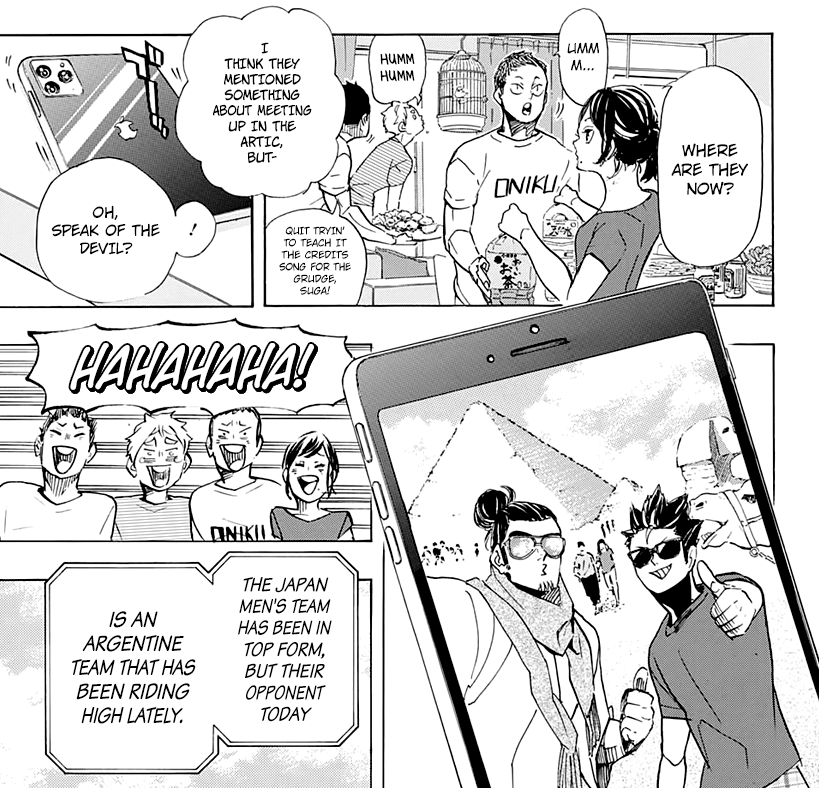 WHERE
ARE THEY
NOW?
UMM
M...
HUMM
HUMM
I
THINK THEY
MENTIONED
SOMETHING
ABOUT MEETING
UP IN THE
ARTIC,
BUT-
ONIKU
QUIT TRYIN'
TO TEACH IT
THE CREDITS
SONG FOR THE
GRUDGE,
SUGA!
お茶
!
OH,
SPEAK OF THE
DEVIL?
HAHAHAHA!
ONIKU
THE JAPAN
MEN'S TEAM
HAS BEEN IN
TOP FORM,
BUT THEIR
OPPONENT
TODAY
IS AN
ARGENTINE
TEAM THAT HAS
BEEN RIDING
HIGH LATELY.